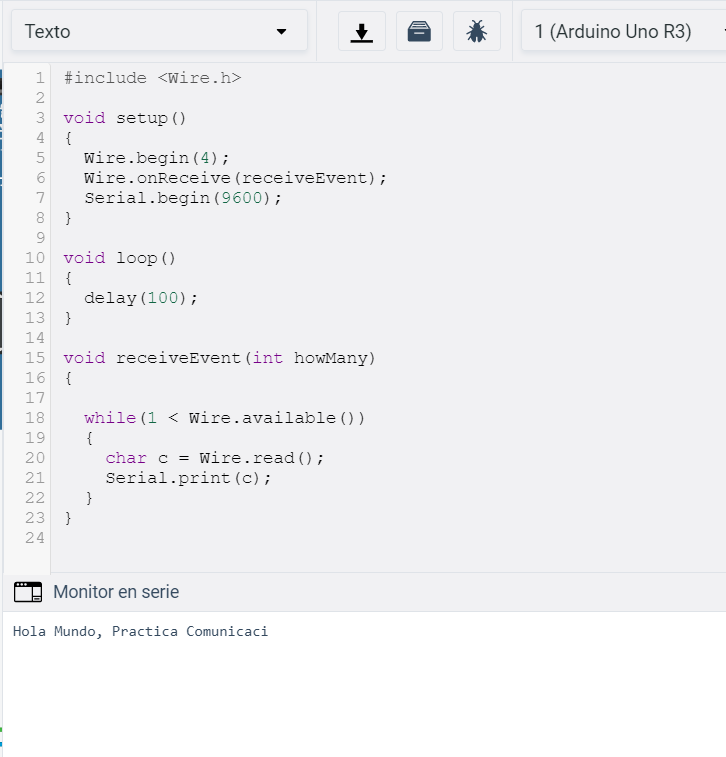 Texto
1 (Arduino Uno R3)
1 #include <Wire.h>
2
3 void setup()
4 {
5   Wire.begin(4);
6   Wire.onReceive(receiveEvent);
7   Serial.begin(9600);
8 }
9
10 void loop()
11 {
12   delay(100);
13 }
14
15 void receiveEvent(int howMany)
16 {
17
18   while(1 < Wire.available())
19   {
20     char c = Wire.read();
21     Serial.print(c);
22   }
23 }
24
Monitor en serie
Hola Mundo, Practica Comunicaci